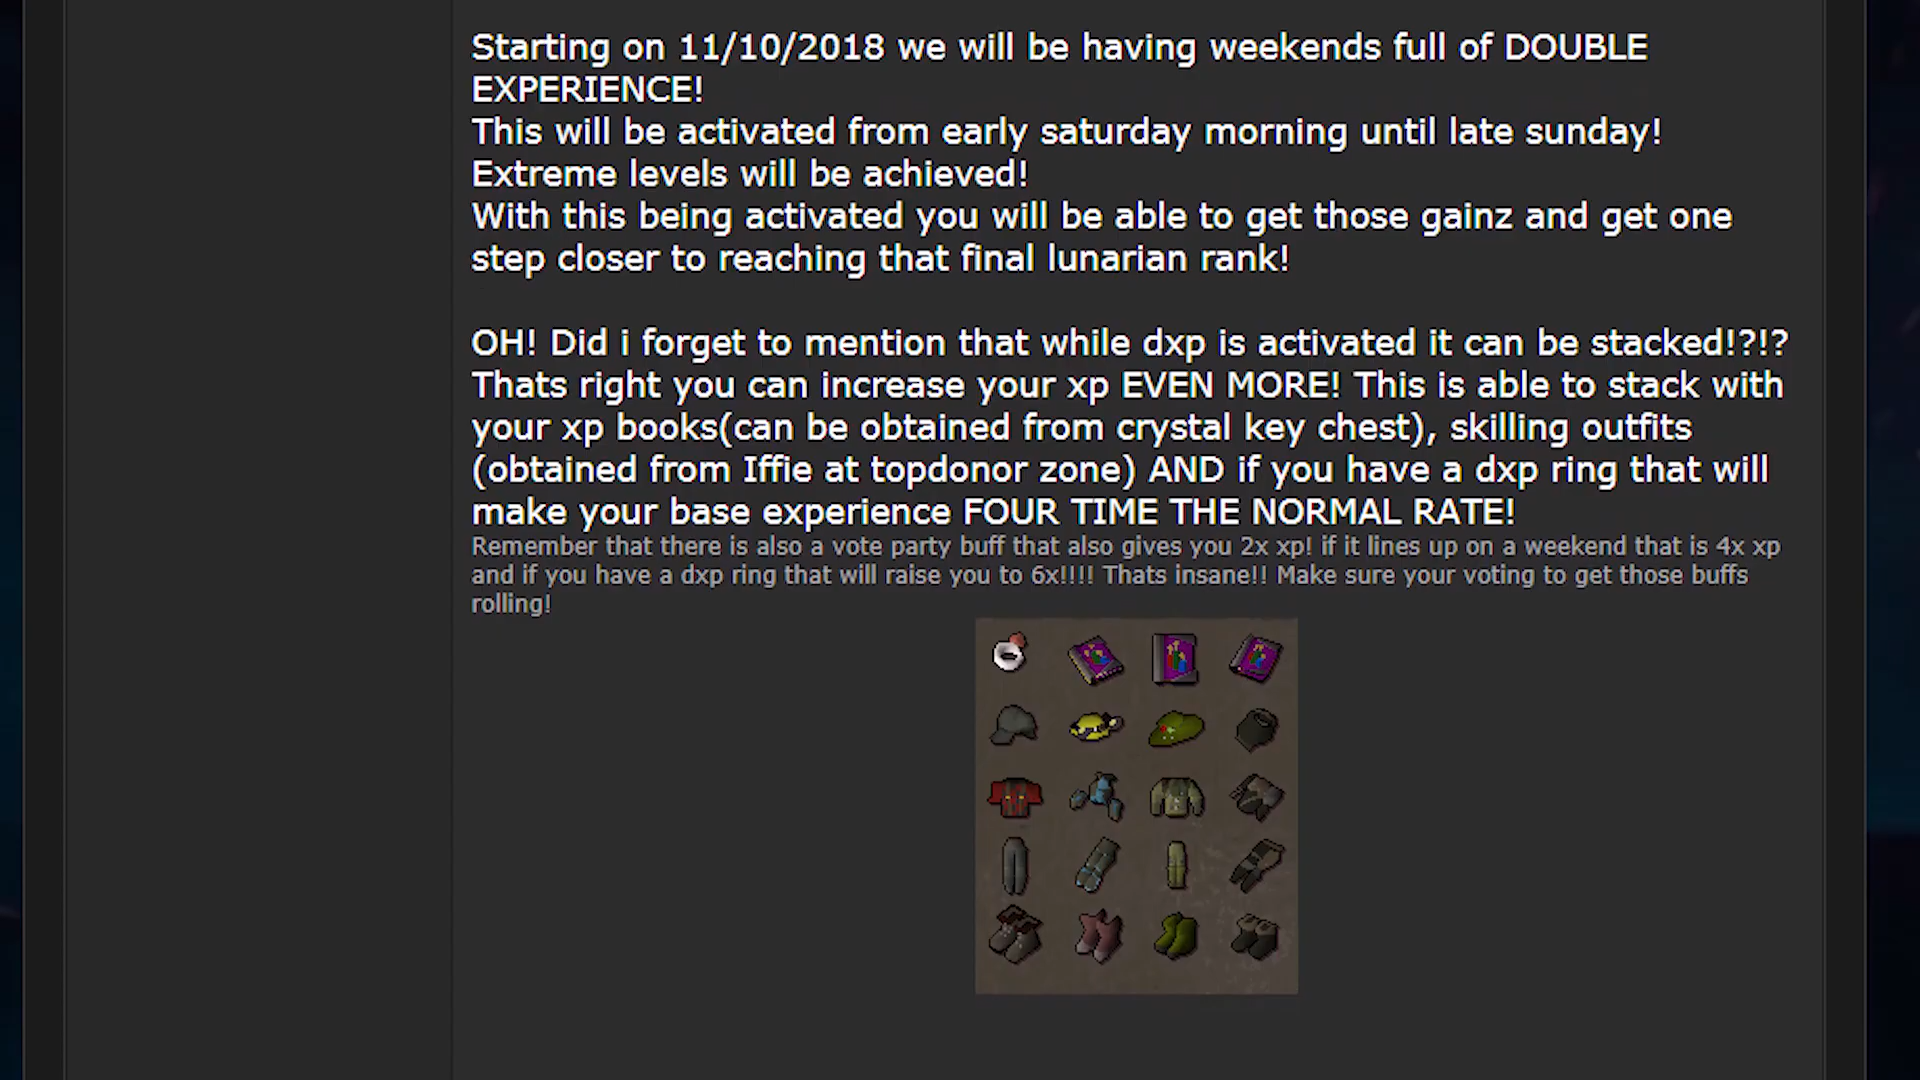 Starting on 11/10/2018 we will be having weekends full of DOUBLE
EXPERIENCE!
This will be activated from early saturday morning until late sunday!
Extreme levels will be achieved!
With this being activated you will be able to get those gainz and get one
step closer to reaching that final lunarian rank!
OH! Did i forget to mention that while dxp is activated it can be stacked!?!?
Thats right you can increase your xp EVEN MORE! This is able to stack with
your xp books(can be obtained from crystal key chest), skilling outfits
(obtained from Iffie at topdonor zone) AND if you have a dxp ring that will
make your base experience FOUR TIME THE NORMAL RATE!
Remember that there is also a vote party buff that also gives you 2x xp! if it lines up on a weekend that is 4x xp
and if you have a dxp ring that will raise you to 6x!!!! Thats insane!! Make sure your voting to get those buffs
rolling!